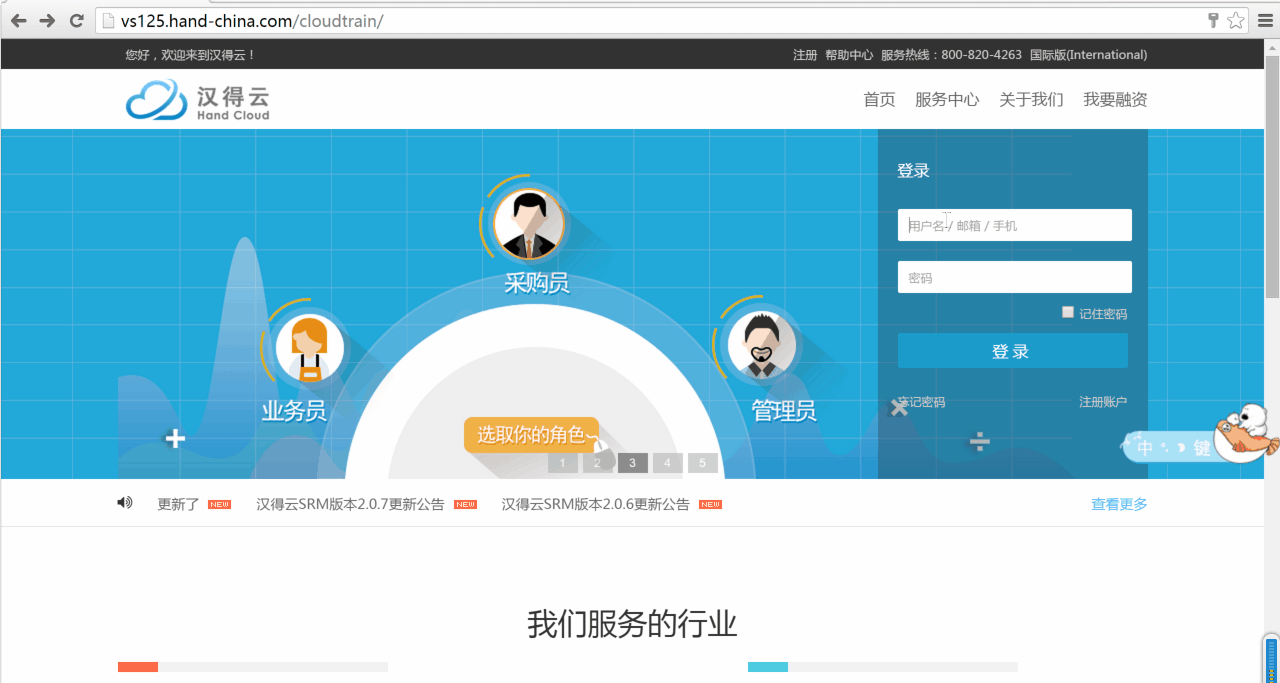 vs125.hand-china.com/cloudtrain/
您好，欢迎来到汉得云！
注册 帮助中心 服务热线：800-820-4263 国际版(International)
汉得云
Hand Cloud
首页 服务中心 关于我们 我要融资
登录
用户名 / 邮箱 / 手机
密码
记住密码
登 录
忘记密码 注册账户
采购员
业务员
管理员
选取你的角色
1 2 3 4 5
中 键
更新了 NEW 汉得云SRM版本2.0.7更新公告 NEW 汉得云SRM版本2.0.6更新公告 NEW 查看更多
我们服务的行业